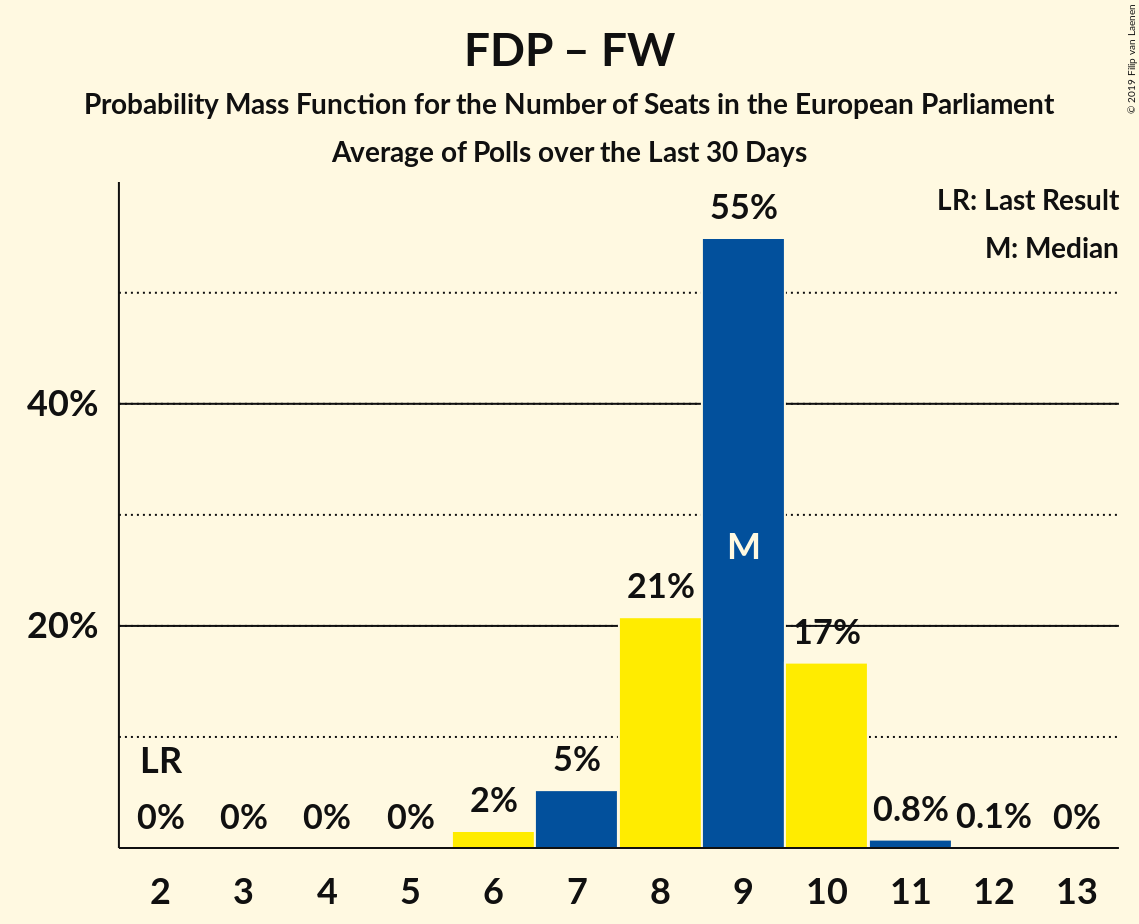 FDP – FW
Probability Mass Function for the Number of Seats in the European Parliament
Average of Polls over the Last 30 Days
© 2019 Filip van Laenen
LR: Last Result
M: Median
55%
40%
M
21%
20%
17%
LR
5%
2%
0% 0% 0% 0% 0.8% 0.1% 0%
2 3 4 5 6 7 8 9 10 11 12 13